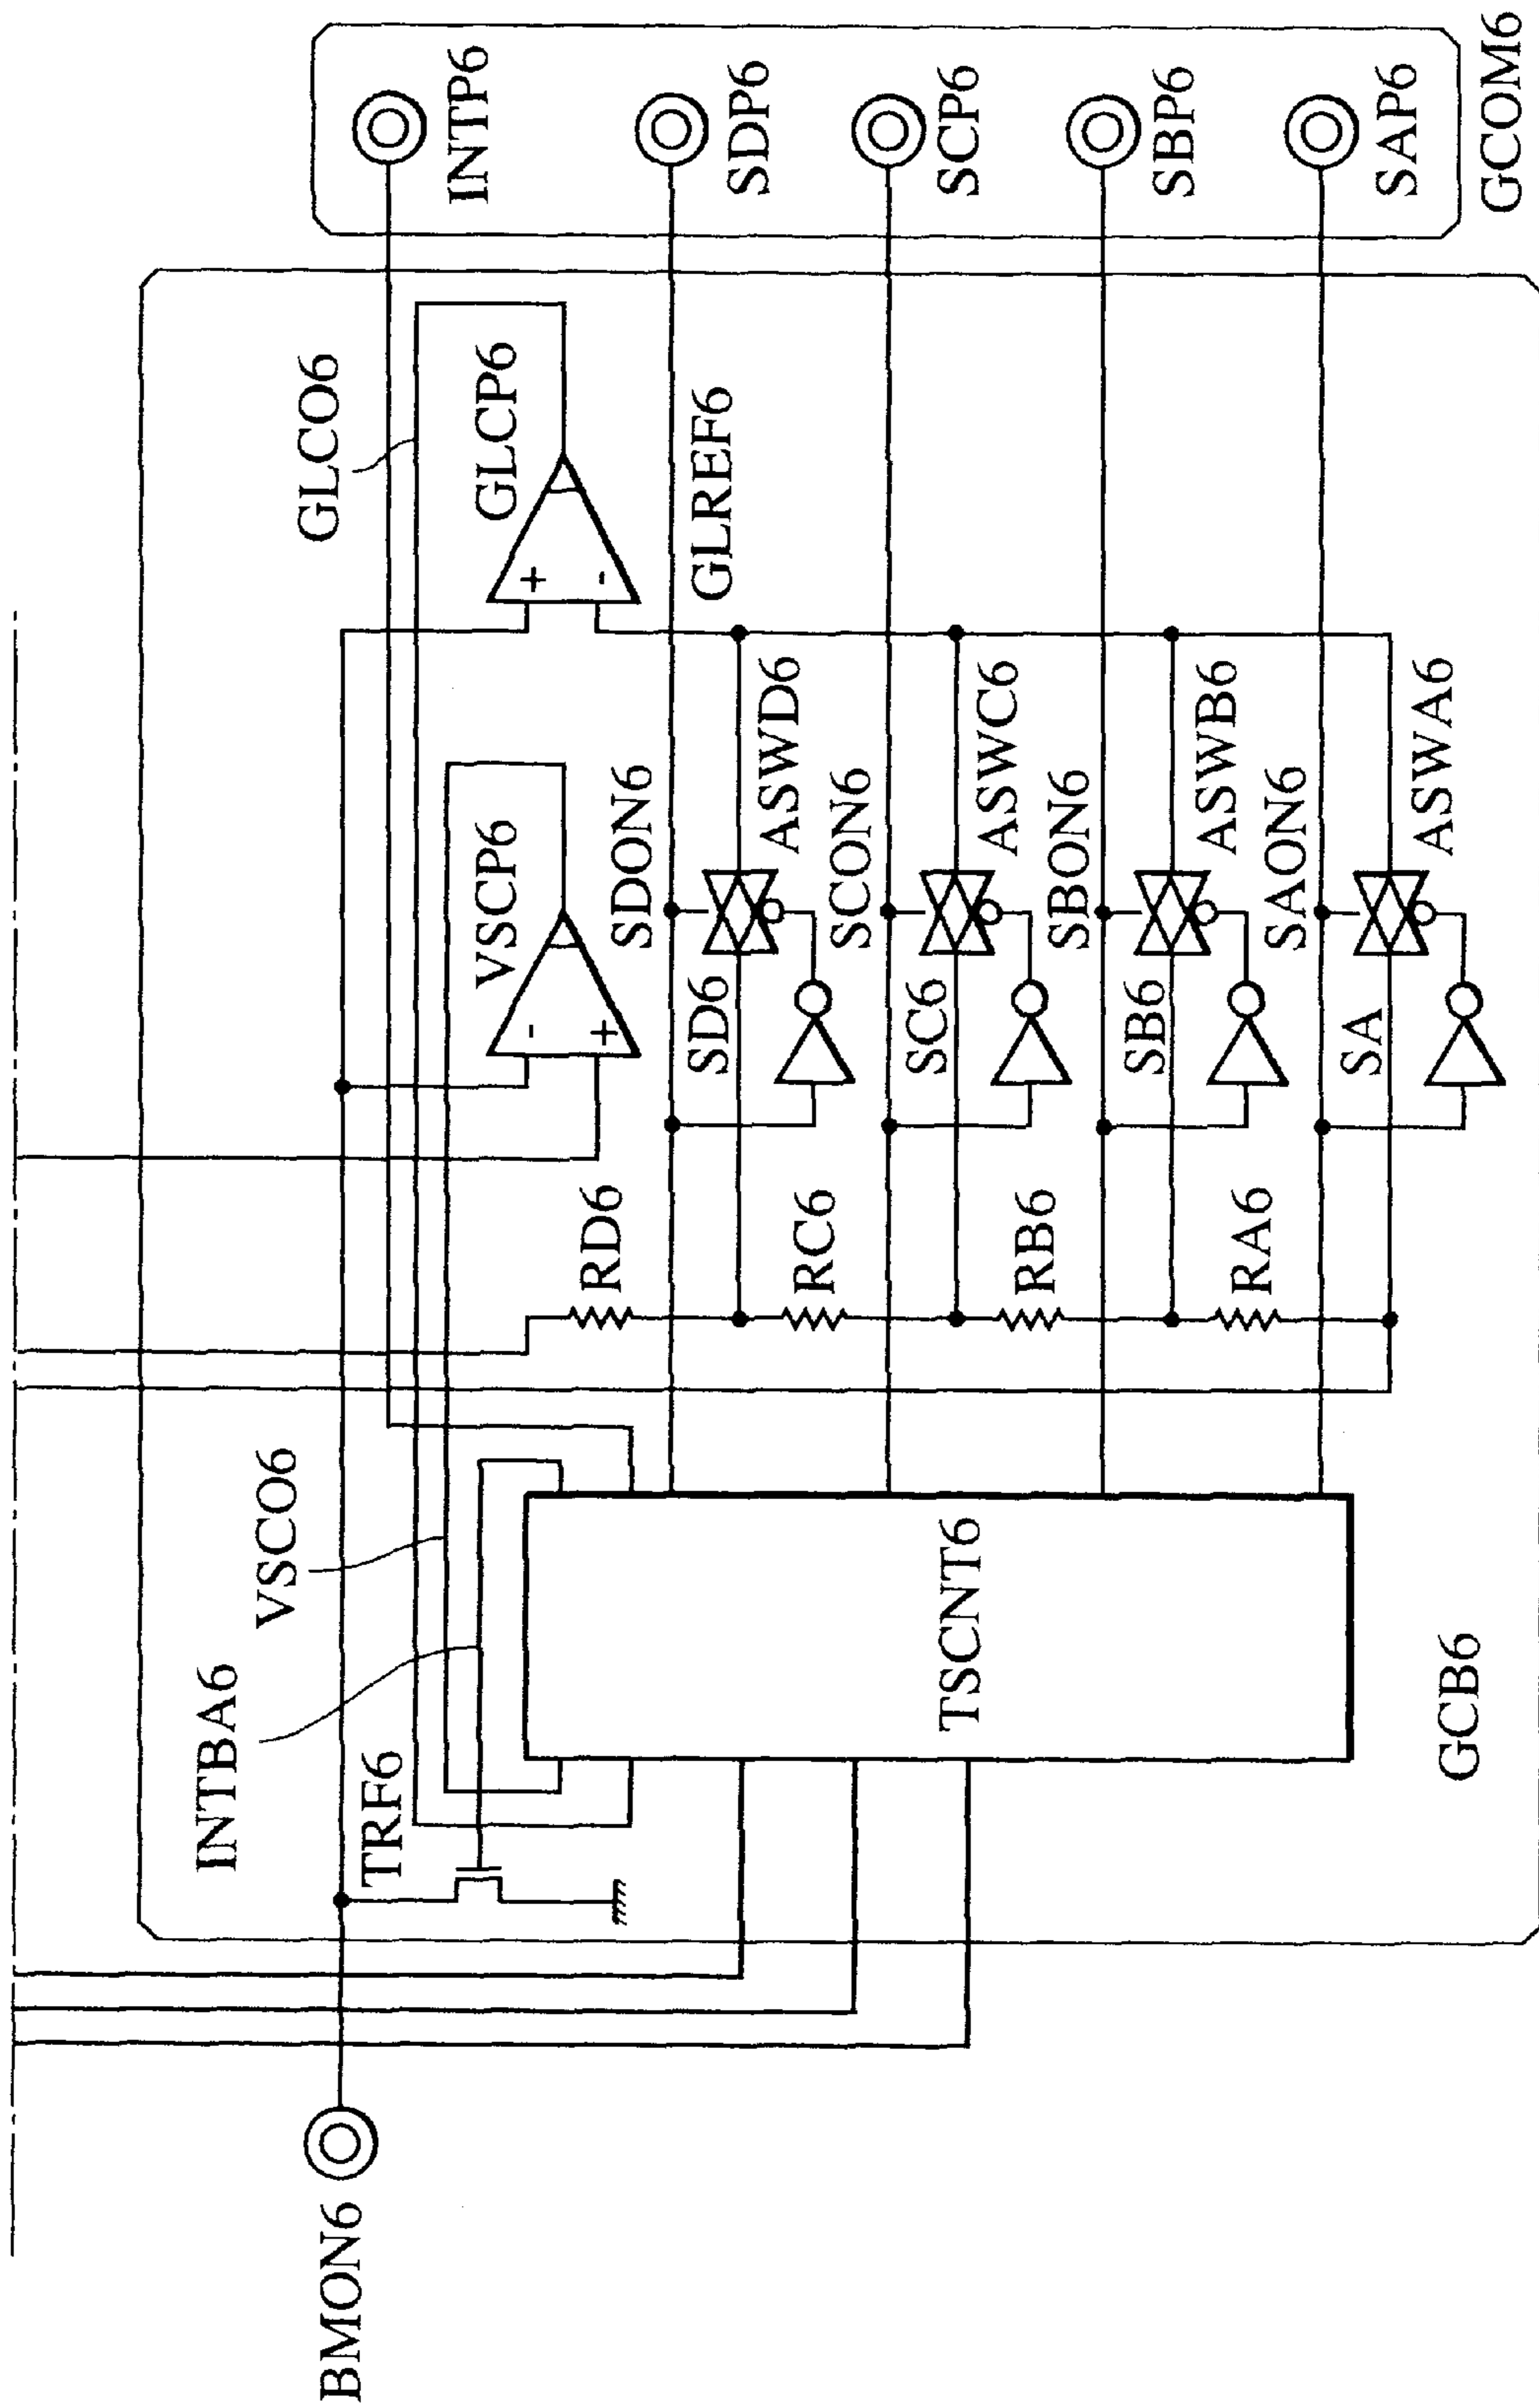 INTP6
SDP6
SCP6
SBP6
SAP6
GCOM6
GLCO6
GLCP6
+
-
GLREF6
VSCP6
-
+
SDON6
ASWD6
SCON6
ASWC6
SBON6
ASWB6
SAON6
ASWA6
SD6
SC6
SB6
SA
RD6
RC6
RB6
RA6
VSCO6
INTBA6
TRF6
TSCNT6
GCB6
BMON6